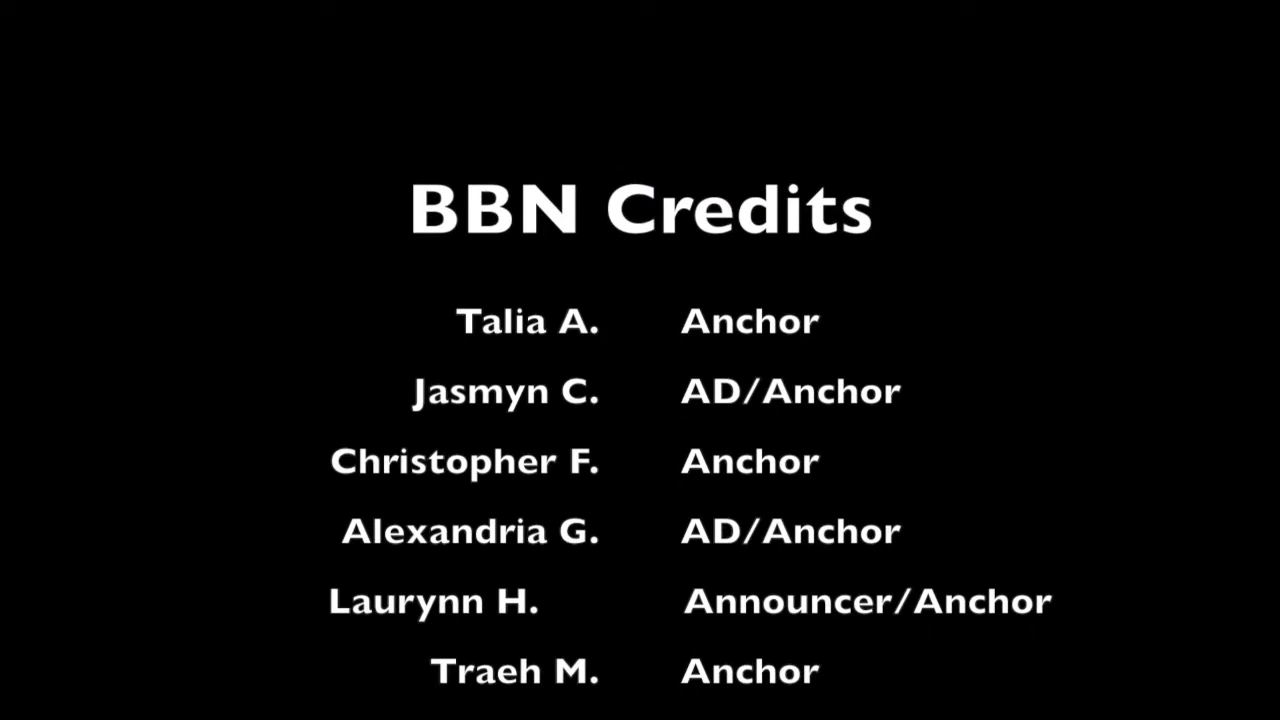 BBN Credits
Talia A. Anchor
Jasmyn C. AD/Anchor
Christopher F. Anchor
Alexandria G. AD/Anchor
Laurynn H. Announcer/Anchor
Traeh M. Anchor